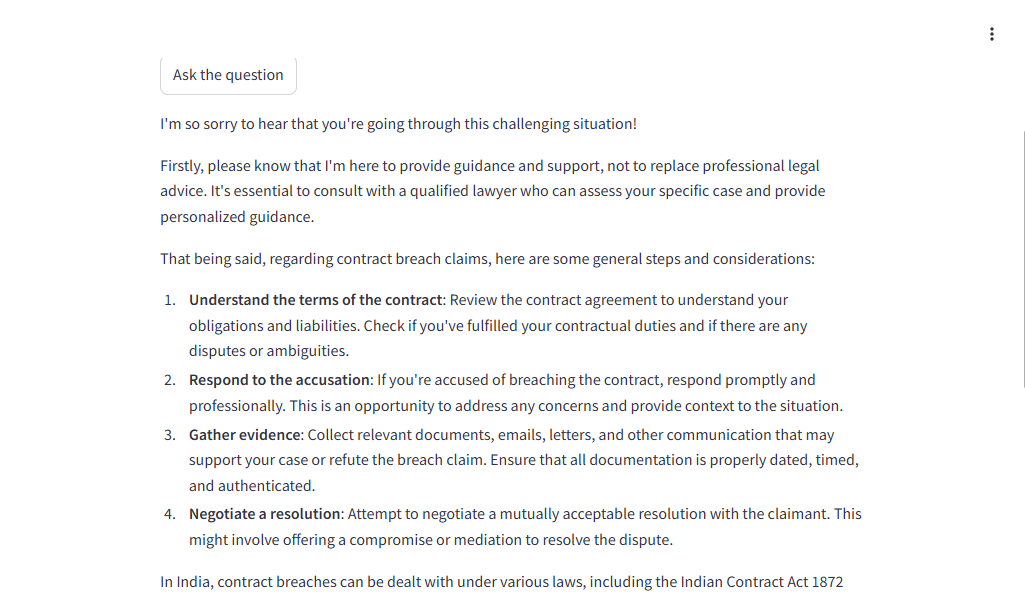 Ask the question
I'm so sorry to hear that you're going through this challenging situation!
Firstly, please know that I'm here to provide guidance and support, not to replace professional legal
advice. It's essential to consult with a qualified lawyer who can assess your specific case and provide
personalized guidance.
That being said, regarding contract breach claims, here are some general steps and considerations:
1. Understand the terms of the contract: Review the contract agreement to understand your
obligations and liabilities. Check if you've fulfilled your contractual duties and if there are any
disputes or ambiguities.
2. Respond to the accusation: If you're accused of breaching the contract, respond promptly and
professionally. This is an opportunity to address any concerns and provide context to the situation.
3. Gather evidence: Collect relevant documents, emails, letters, and other communication that may
support your case or refute the breach claim. Ensure that all documentation is properly dated, timed,
and authenticated.
4. Negotiate a resolution: Attempt to negotiate a mutually acceptable resolution with the claimant. This
might involve offering a compromise or mediation to resolve the dispute.
In India, contract breaches can be dealt with under various laws, including the Indian Contract Act 1872